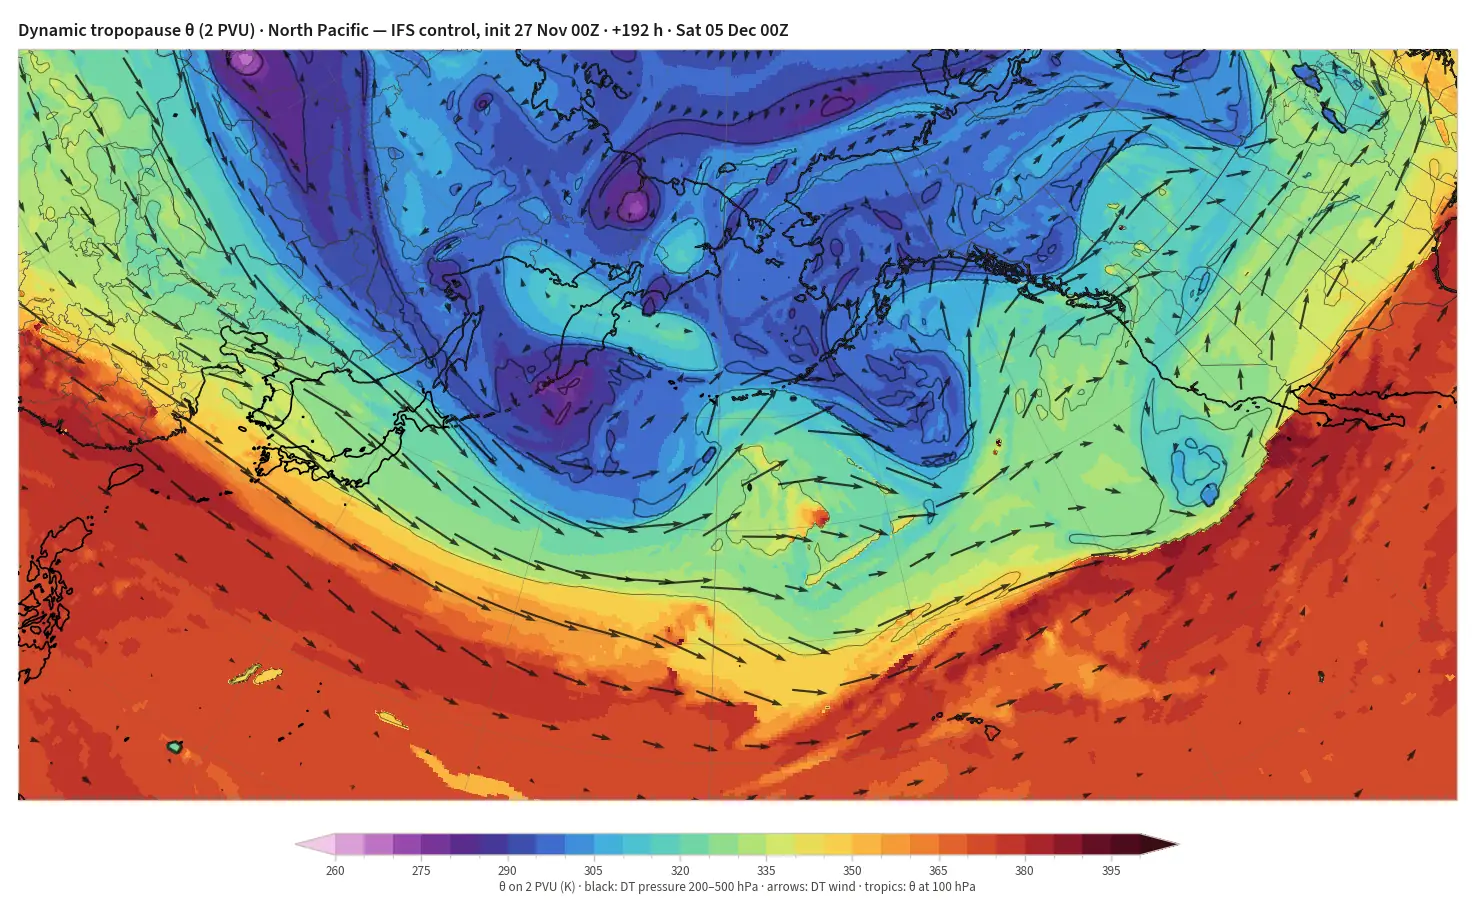 Dynamic tropopause θ (2 PVU) · North Pacific — IFS control, init 27 Nov 00Z · +192 h · Sat 05 Dec 00Z
260 275 290 305 320 335 350 365 380 395
θ on 2 PVU (K) · black: DT pressure 200–500 hPa · arrows: DT wind · tropics: θ at 100 hPa